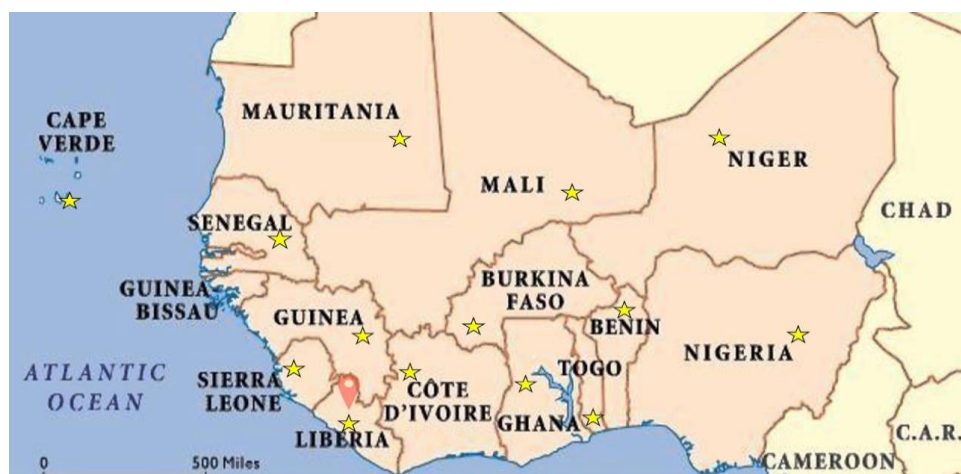 MAURITANIA
CAPE
VERDE
NIGER
MALI
CHAD
SENEGAL
BURKINA
FASO
GUINEA
BISSAU
GUINEA
BENIN
NIGERIA
TOGO
ATLANTIC
OCEAN
SIERRA
LEONE
CÔTE
D'IVOIRE
GHANA
LIBERIA
C.A.R.
CAMEROON
0 500 Miles